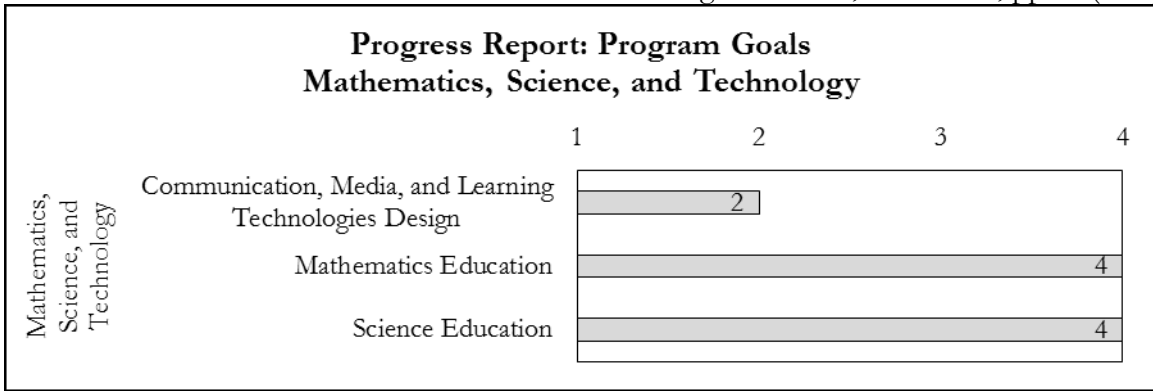 Progress Report: Program Goals
Mathematics, Science, and Technology
1 2 3 4
Mathematics,
Science, and
Technology
Communication, Media, and Learning
Technologies Design
2
Mathematics Education
4
Science Education
4